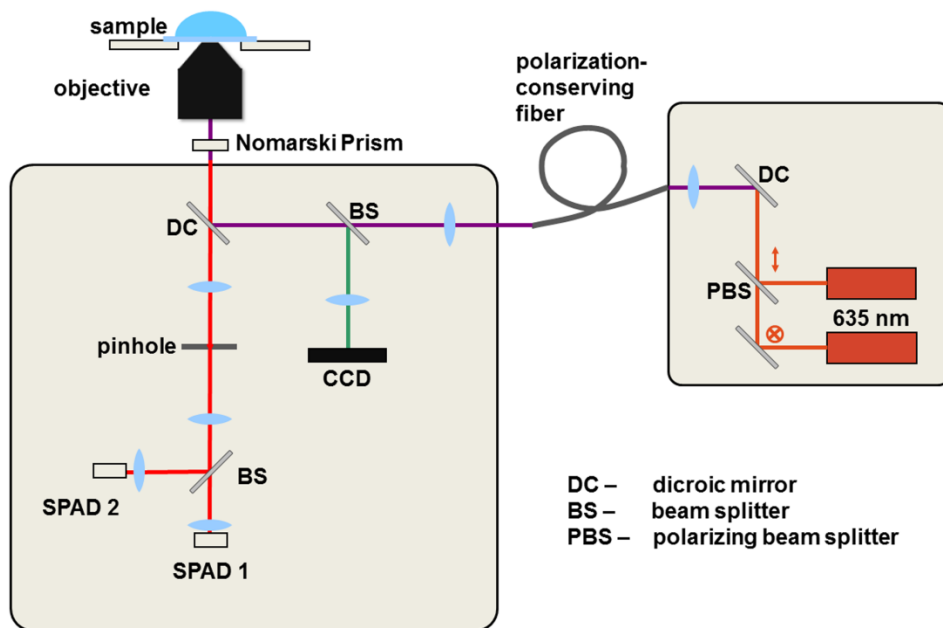 sample
objective
Nomarski Prism
polarization-
conserving
fiber
DC
BS
DC
PBS
635 nm
pinhole
CCD
BS
SPAD 2
SPAD 1
DC – dicroic mirror
BS – beam splitter
PBS – polarizing beam splitter